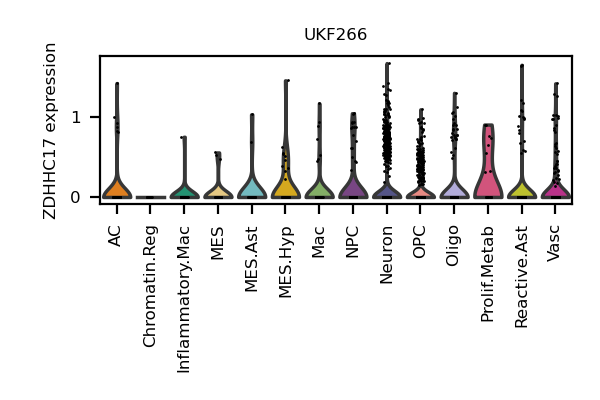 UKF266
ZDHHC17 expression
1
0
AC
Chromatin.Reg
Inflammatory.Mac
MES
MES.Ast
MES.Hyp
Mac
NPC
Neuron
OPC
Oligo
Prolif.Metab
Reactive.Ast
Vasc